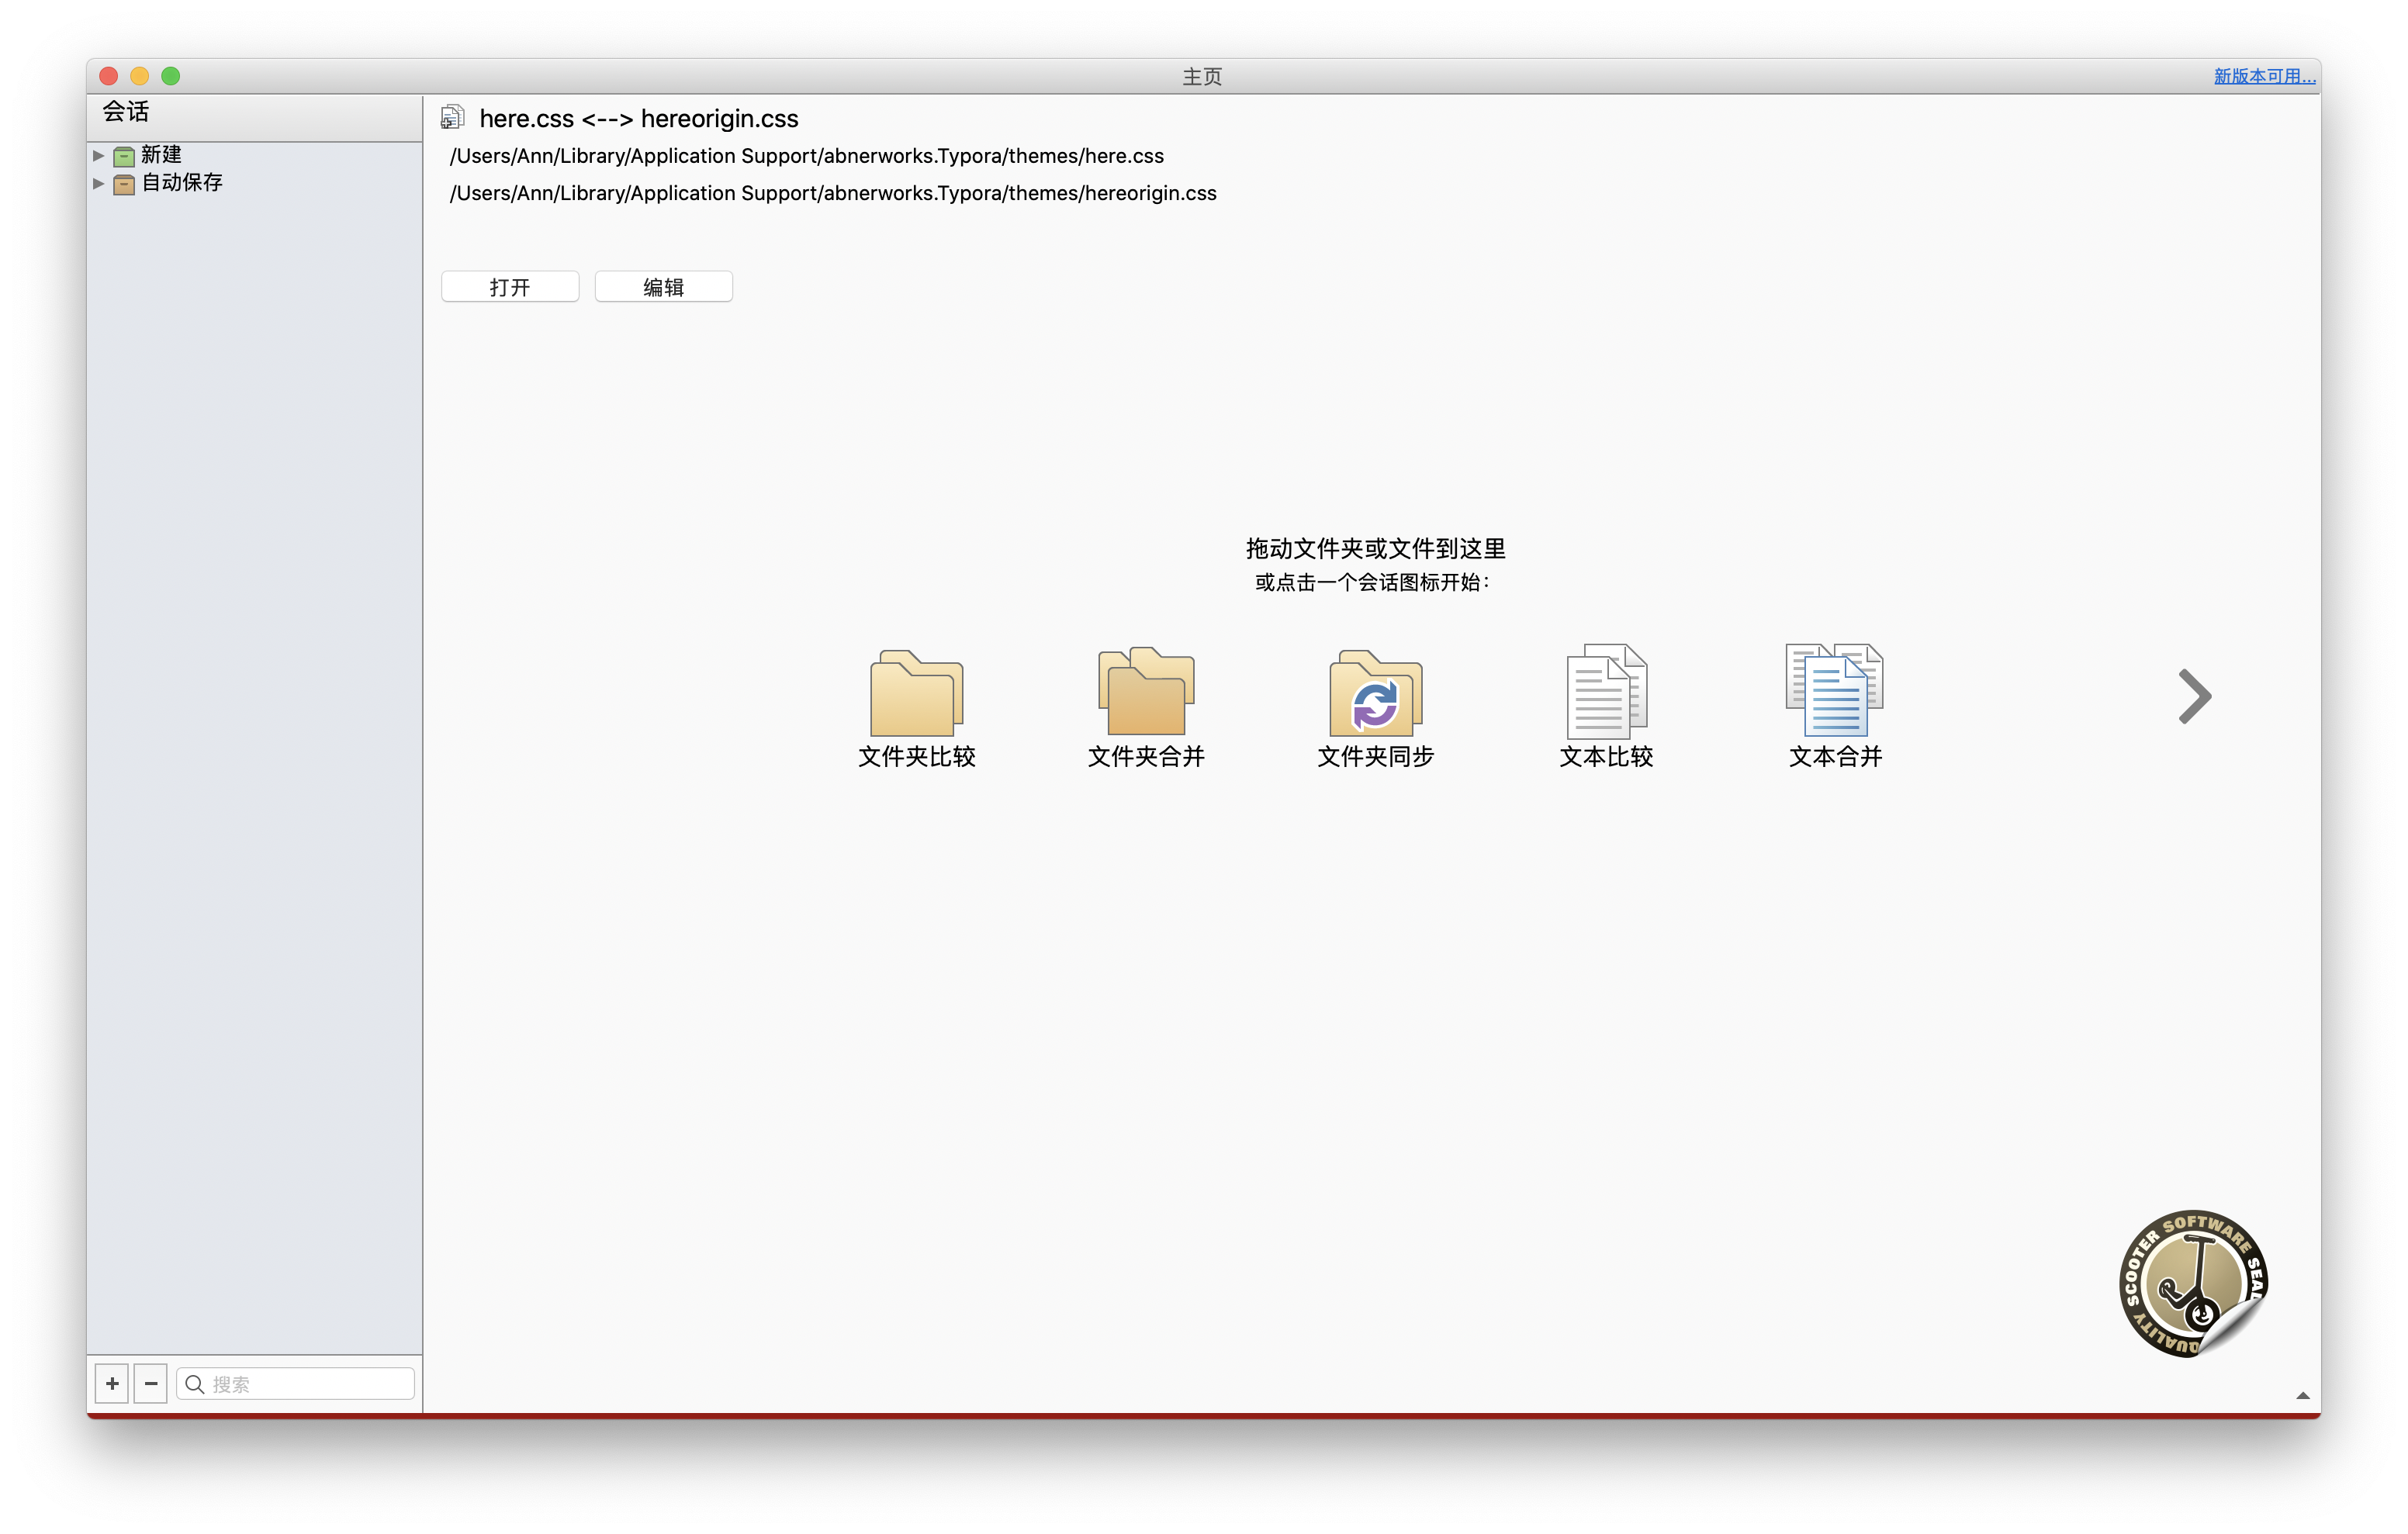 主页
新版本可用...
会话
新建
自动保存
here.css <--> hereorigin.css
/Users/Ann/Library/Application Support/abnerworks.Typora/themes/here.css
/Users/Ann/Library/Application Support/abnerworks.Typora/themes/hereorigin.css
打开
编辑
拖动文件夹或文件到这里
或点击一个会话图标开始：
文件夹比较
文件夹合并
文件夹同步
文本比较
文本合并
SCOOTER SOFTWARE SEAL
QUALITY
搜索